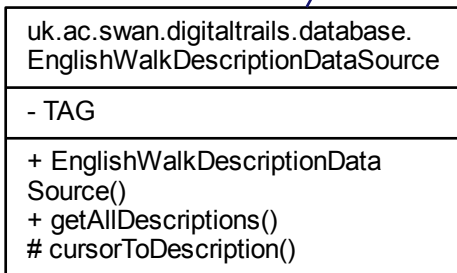 uk.ac.swan.digitaltrails.database.
EnglishWalkDescriptionDataSource
- TAG
+ EnglishWalkDescriptionData
Source()
+ getAllDescriptions()
# cursorToDescription()